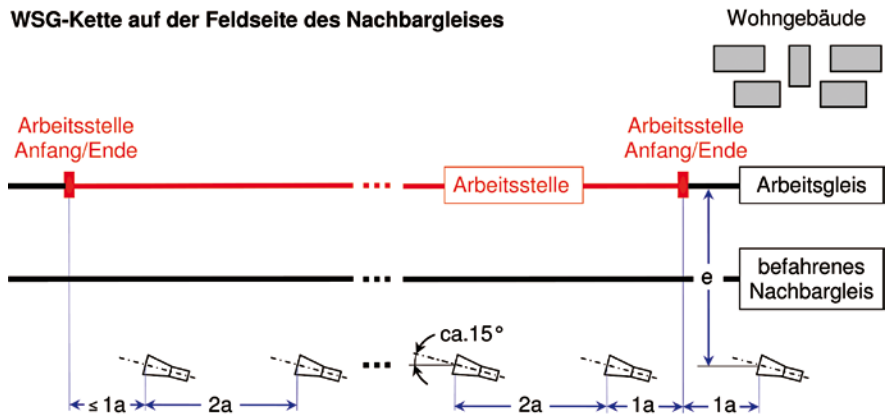 WSG-Kette auf der Feldseite des Nachbargleises
Wohngebäude
Arbeitsstelle
Anfang/Ende
Arbeitsstelle
Anfang/Ende
Arbeitsstelle
Arbeitsgleis
e
befahrenes
Nachbargleis
ca.15°
≤ 1a
2a
2a
1a
1a